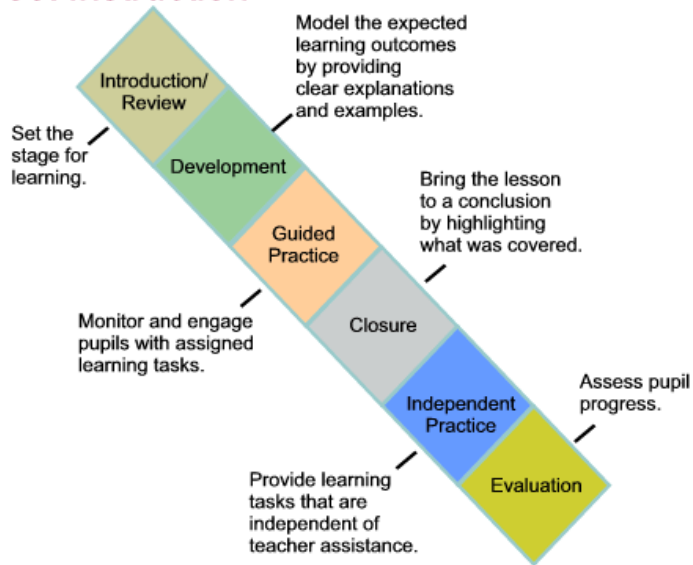 Model the expected
learning outcomes
by providing
clear explanations
and examples.
Introduction/
Review
Set the
stage for
learning.
Development
Bring the lesson
to a conclusion
by highlighting
what was covered.
Guided
Practice
Monitor and engage
pupils with assigned
learning tasks.
Closure
Assess pupil
progress.
Independent
Practice
Provide learning
tasks that are
independent of
teacher assistance.
Evaluation